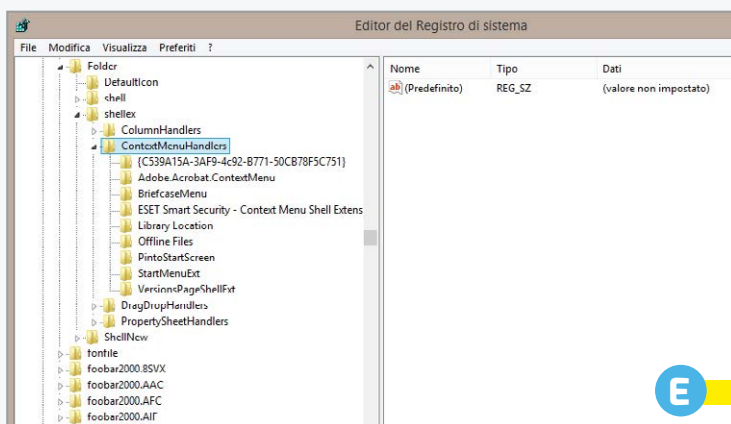 Editor del Registro di sistema
File Modifica Visualizza Preferiti ?
Folder
DefaultIcon
shell
shellex
ColumnHandlers
ContextMenuHandlers
{C539A15A-3AF9-4c92-B771-50CB78F5C751}
Adobe.Acrobat.ContextMenu
BriefcaseMenu
ESET Smart Security - Context Menu Shell Extens
Library Location
Offline Files
PintoStartScreen
StartMenuExt
VersionsPageShellExt
DragDropHandlers
PropertySheetHandlers
ShellNew
fonfile
foobar2000.8SVX
foobar2000.AAC
foobar2000.AFC
foobar2000.AIF
Nome Tipo Dati
ab (Predefinito) REG_SZ (valore non impostato)
E